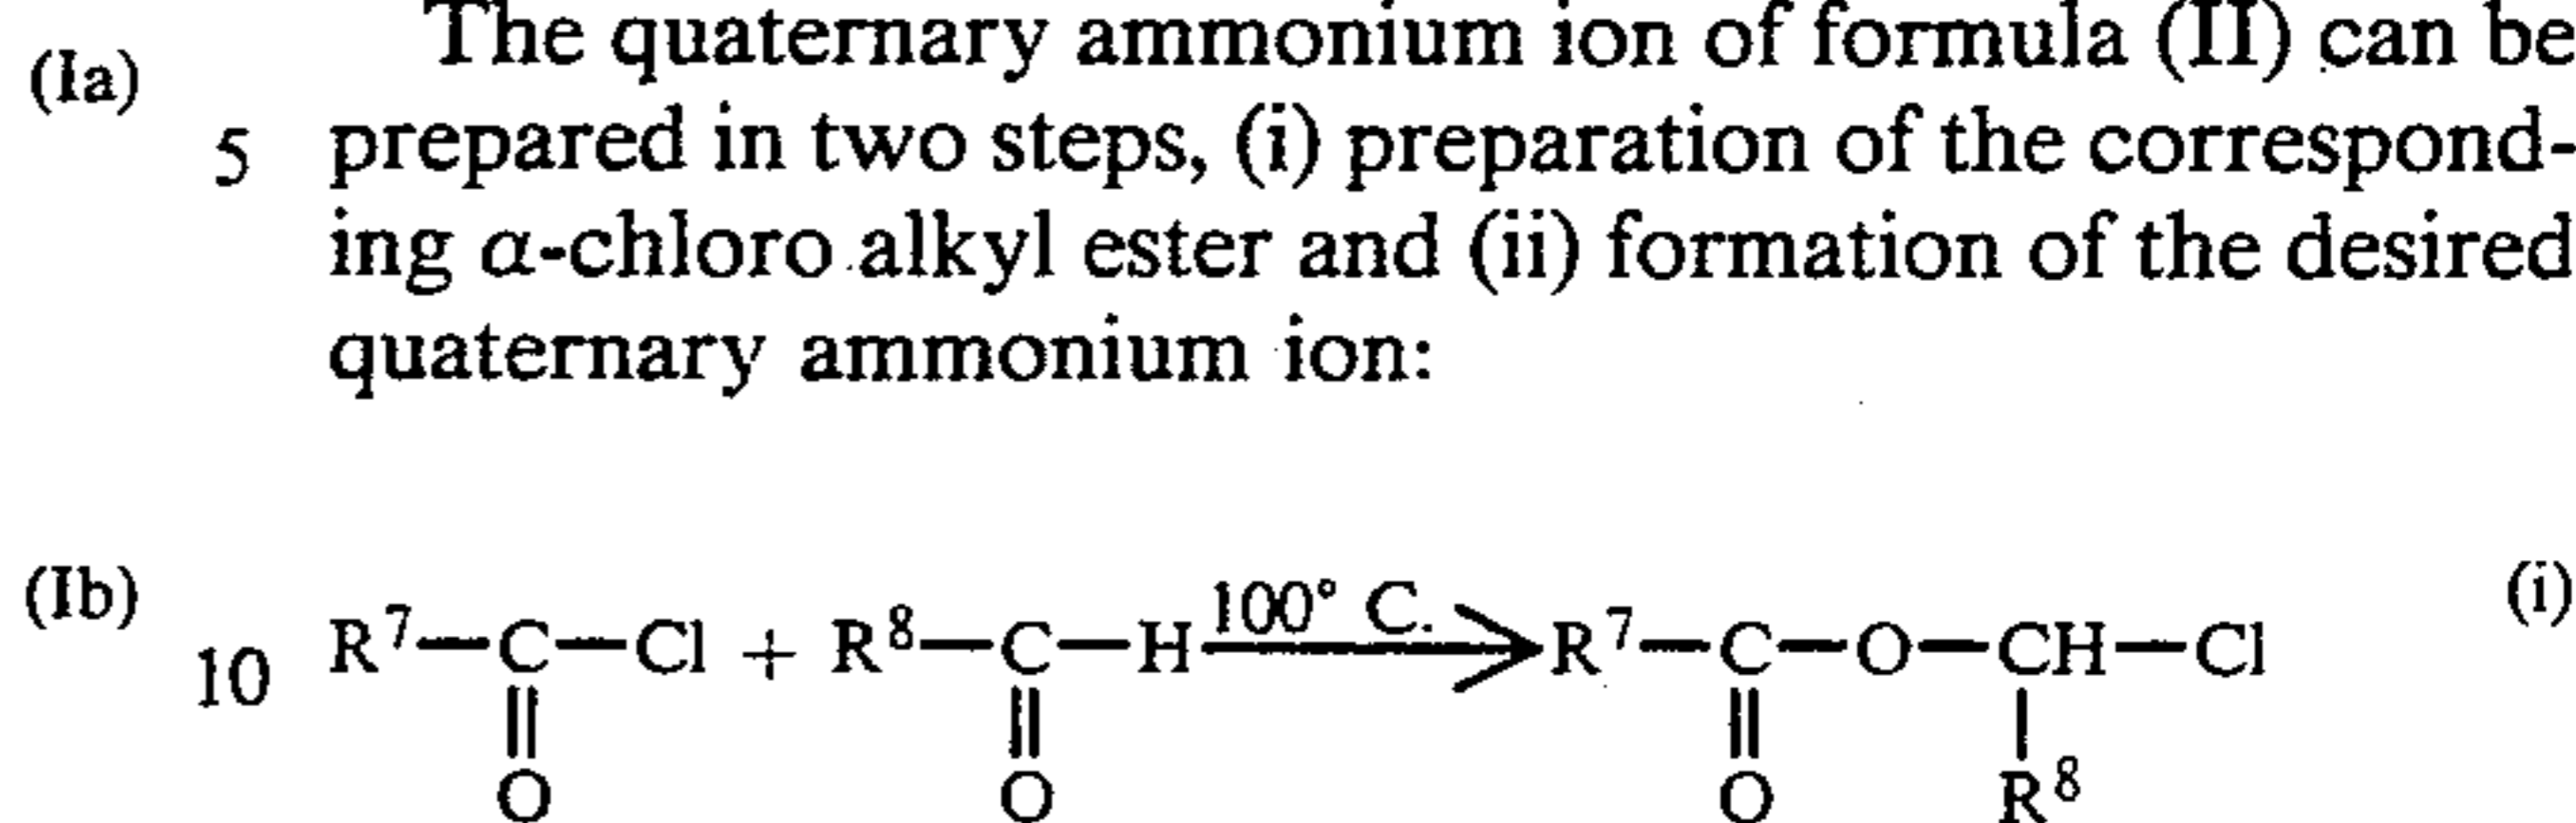 The quaternary ammonium ion of formula (II) can be
(Ia)
5 prepared in two steps, (i) preparation of the correspond-
ing α-chloro alkyl ester and (ii) formation of the desired
quaternary ammonium ion:
(Ib)
10 R⁷—C—Cl + R⁸—C—H 100° C. R⁷—C—O—CH—Cl (i)
|| || || |
O O O R⁸